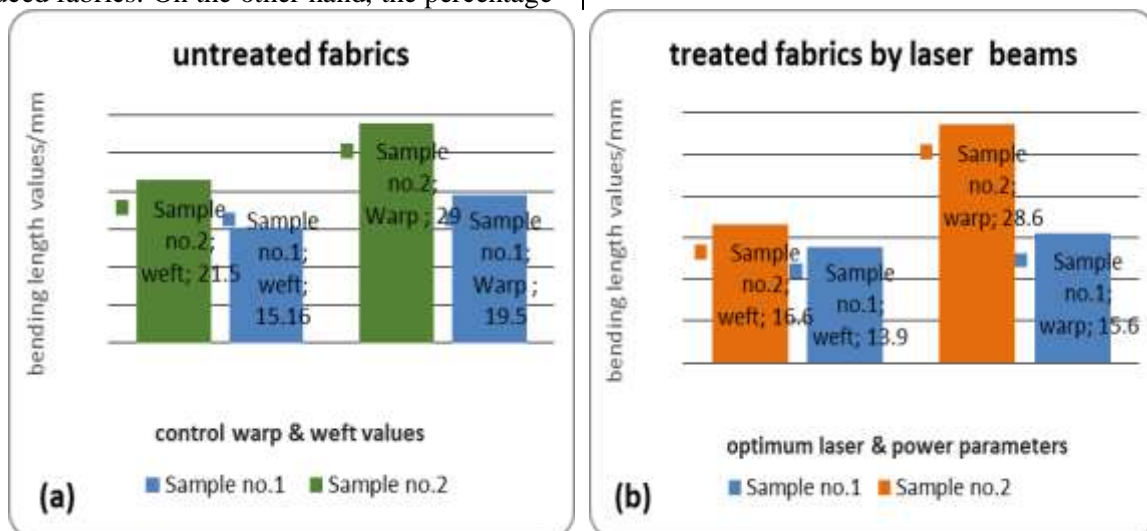 duced fabrics. On the other hand, the percentage
untreated fabrics
bending length values/mm
Sample
no.2;
weft; 21.5
Sample
no.1;
weft;
15.16
Sample
no.2;
Warp ; 29
Sample
no.1;
Warp ;
19.5
control warp & weft values
Sample no.1
Sample no.2
(a)
treated fabrics by laser beams
bending length values/mm
Sample
no.2;
weft; 16.6
Sample
no.1;
weft; 13.9
Sample
no.2;
warp; 28.6
Sample
no.1;
warp; 15.6
optimum laser & power parameters
Sample no.1
Sample no.2
(b)